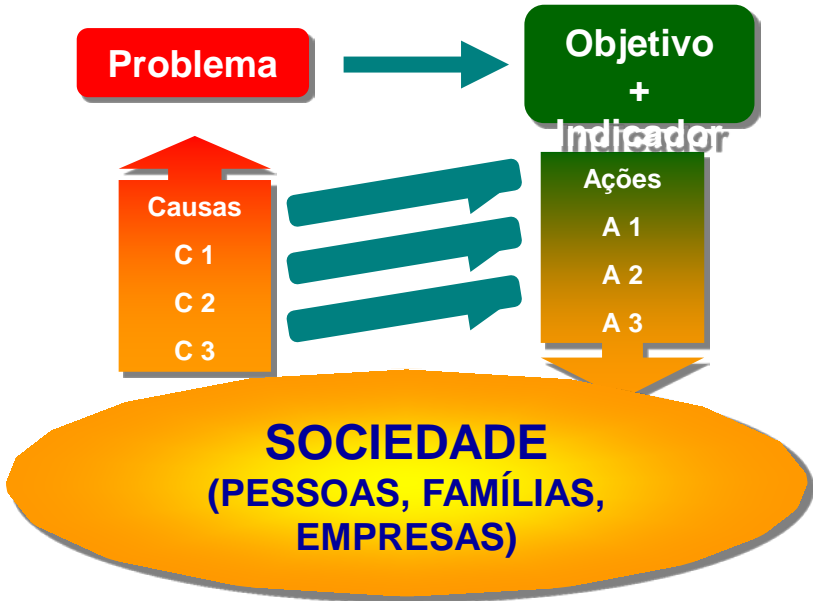 Problema
Objetivo
+
Indicador
Causas
C 1
C 2
C 3
Ações
A 1
A 2
A 3
SOCIEDADE
(PESSOAS, FAMÍLIAS,
EMPRESAS)